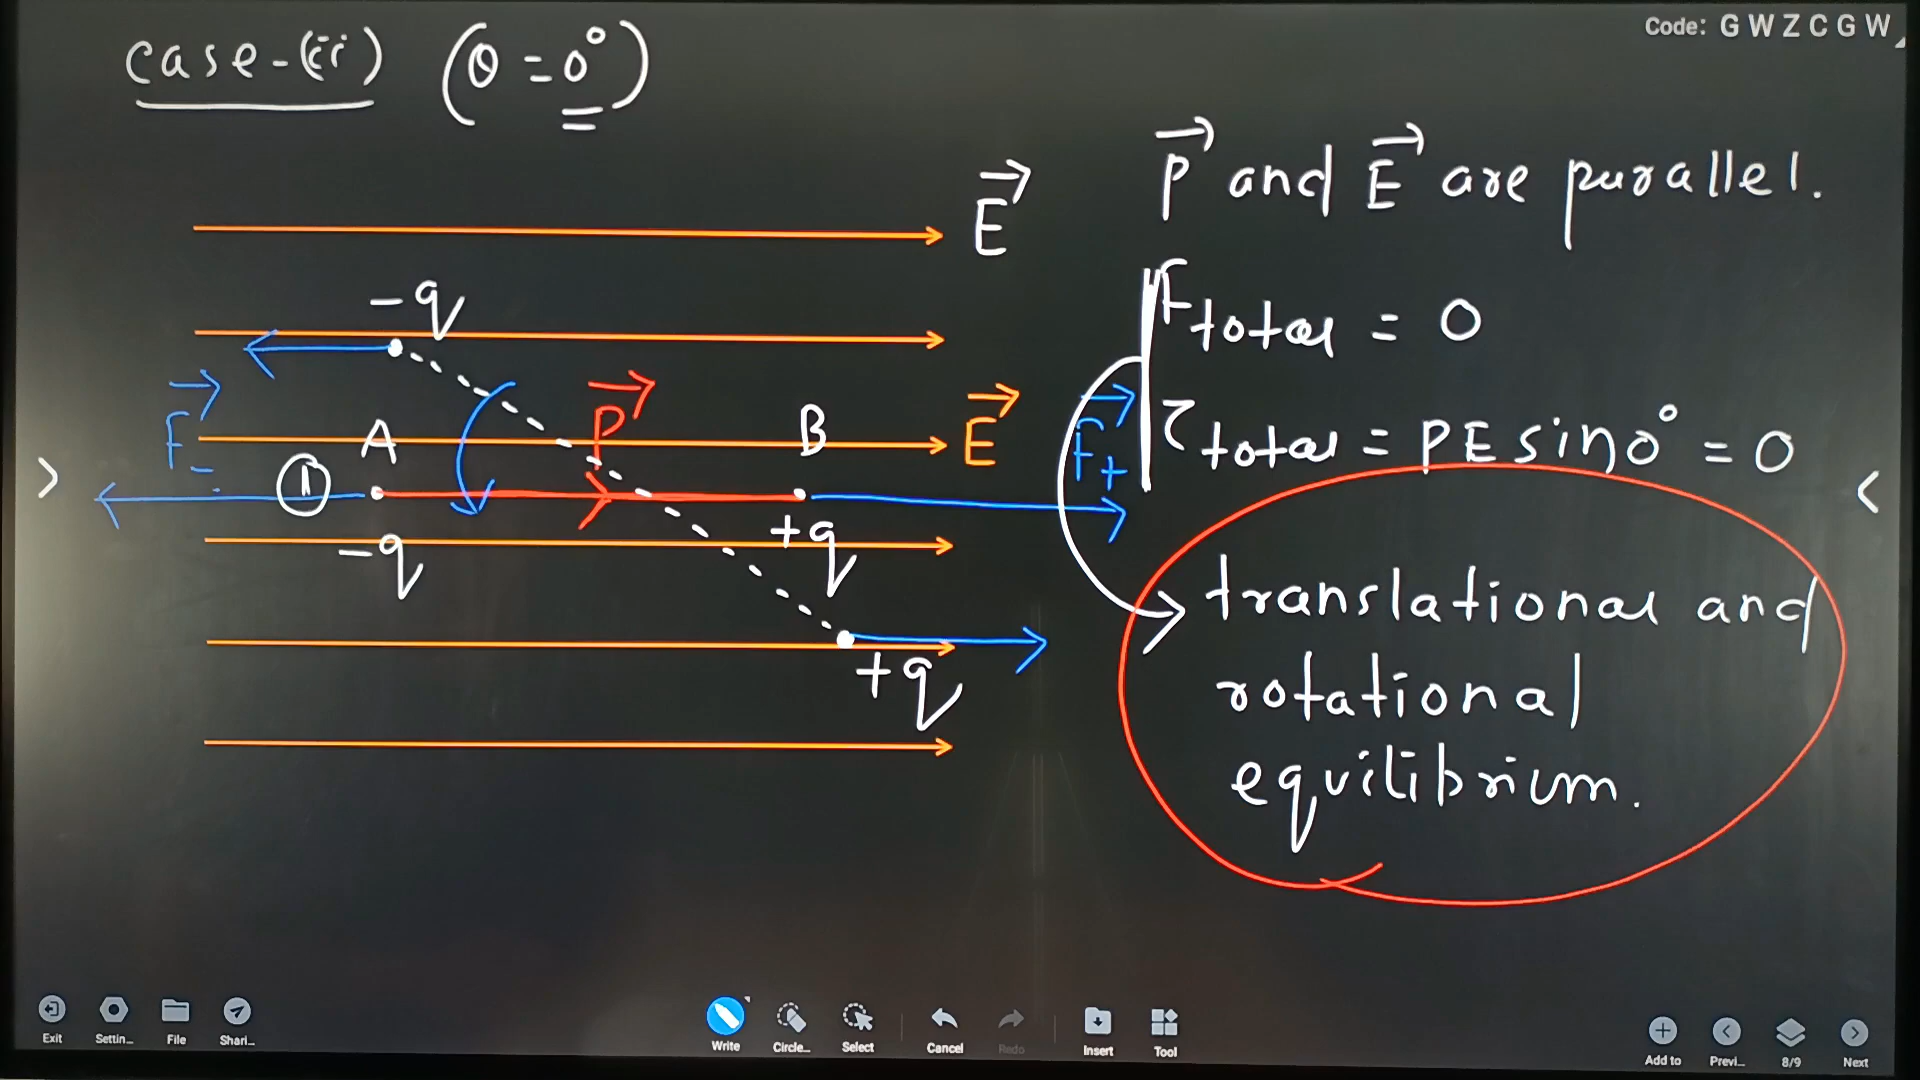 Code: GWZCGW
case-(ii) (θ = 0°)
P⃗ and E⃗ are parallel.
E⃗
-q
F total = 0
F⃗₋
A
P⃗
B
E⃗
F⃗₊
τ total = PE sin0° = 0
①
-q
+q
translational and
rotational
equilibrium.
+q
Exit Settin... File Shari... Write Circle... Select Cancel Redo Insert Tool Add to Previ... 8/9 Next